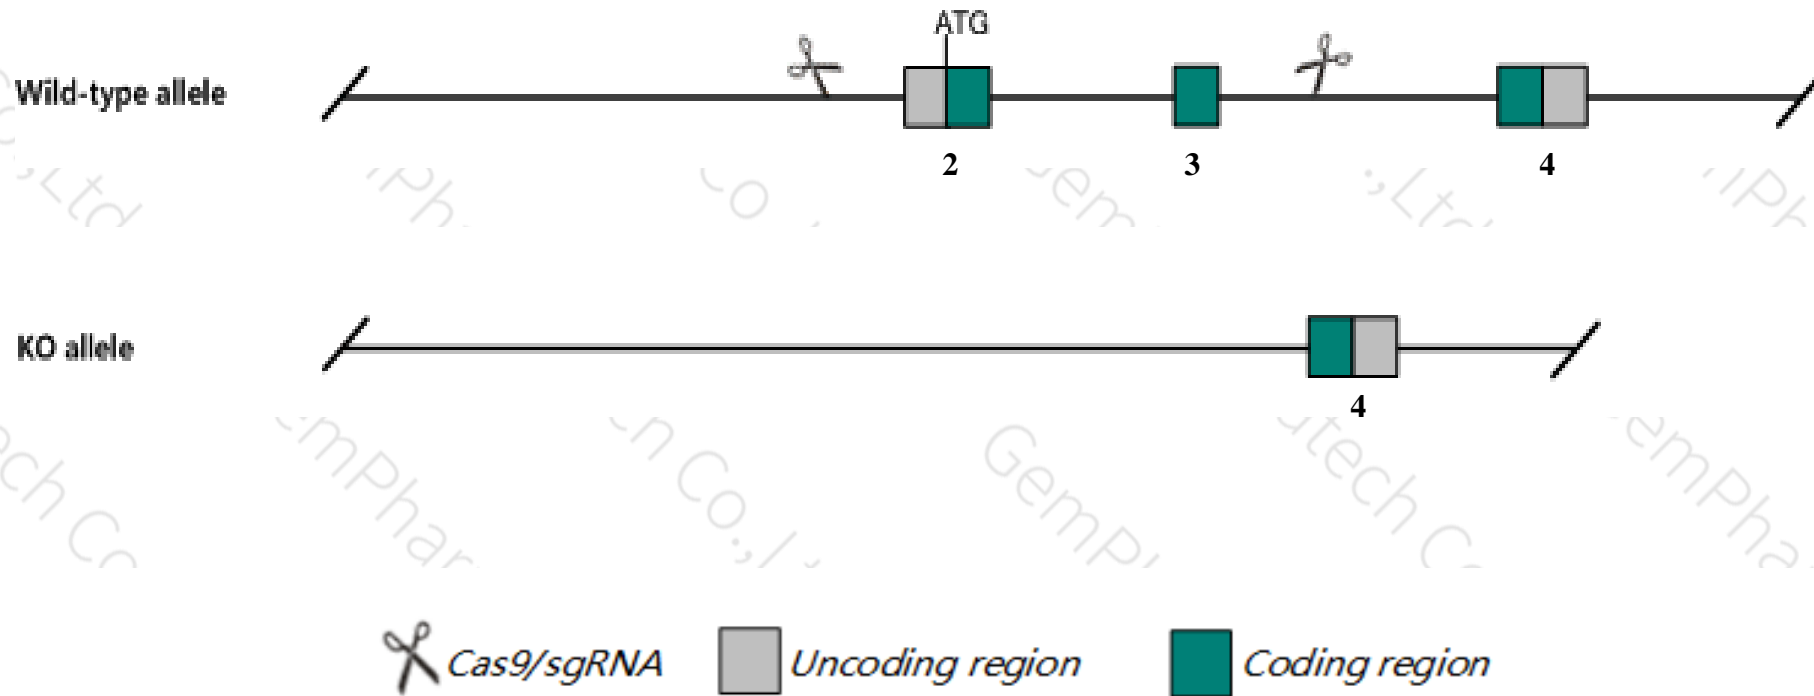 ATG
Wild-type allele
2 3 4
KO allele
4
Cas9/sgRNA Uncoding region Coding region